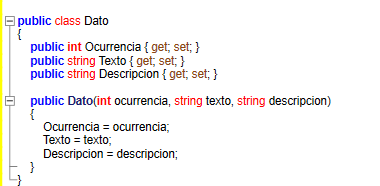 public class Dato
{
public int Ocurrencia { get; set; }
public string Texto { get; set; }
public string Descripcion { get; set; }
public Dato(int ocurrencia, string texto, string descripcion)
{
Ocurrencia = ocurrencia;
Texto = texto;
Descripcion = descripcion;
}
}